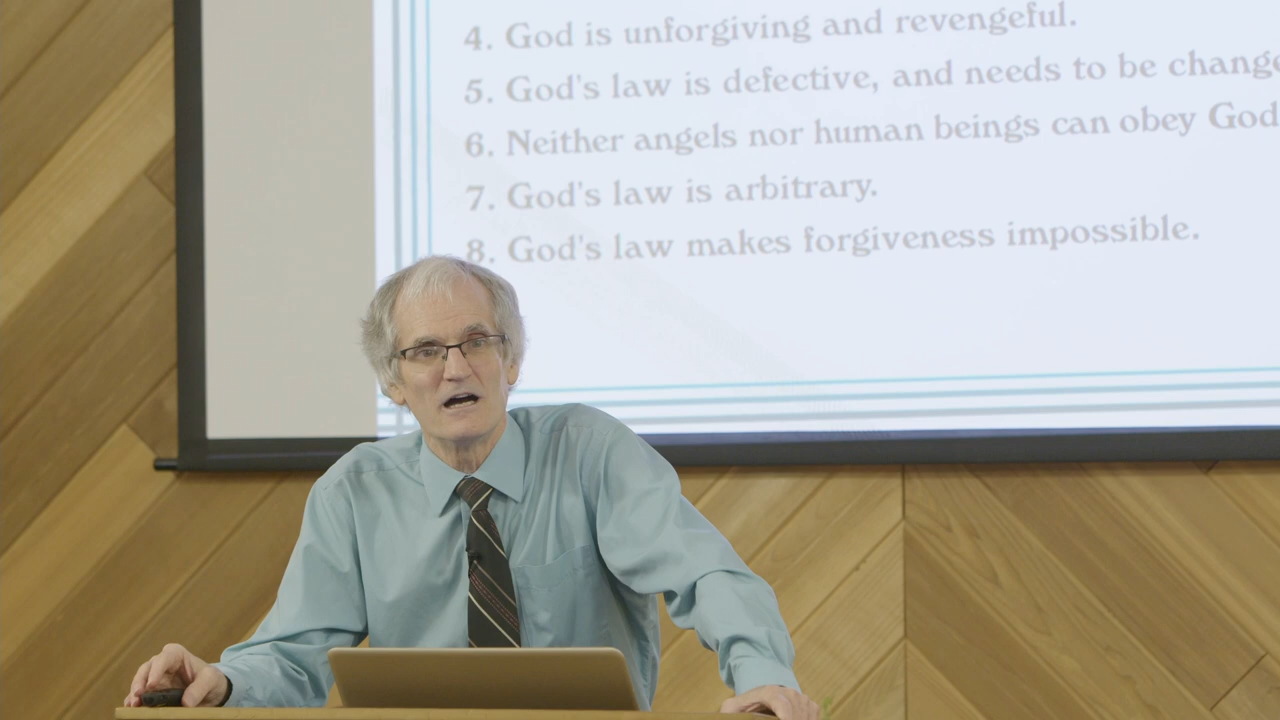 4. God is unforgiving and revengeful.
5. God's law is defective, and needs to be change
6. Neither angels nor human beings can obey God
7. God's law is arbitrary.
8. God's law makes forgiveness impossible.